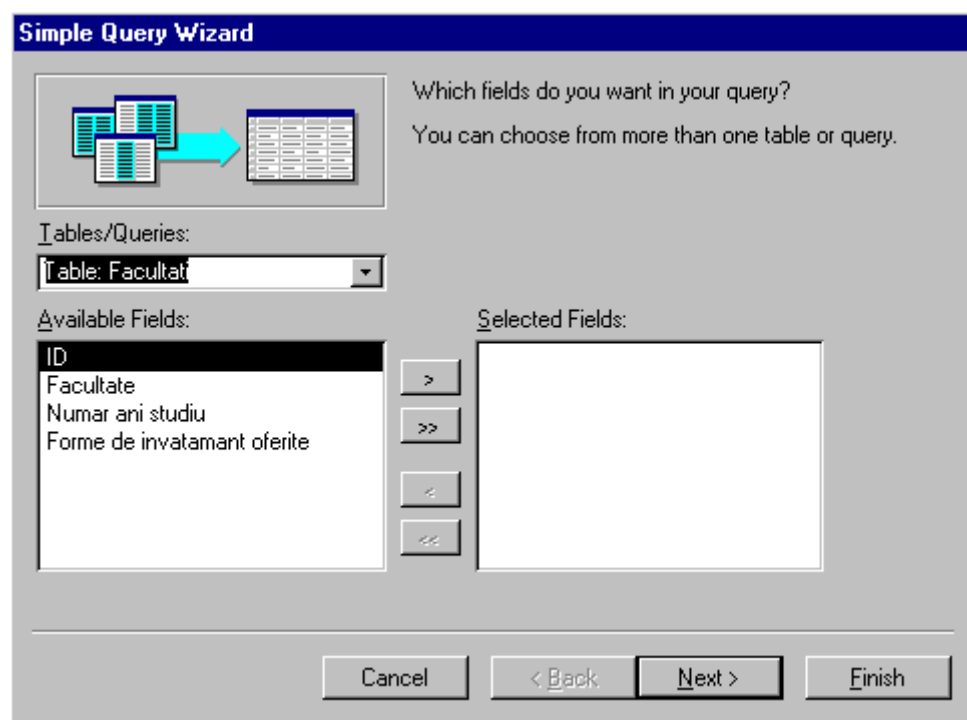 Simple Query Wizard
Which fields do you want in your query?
You can choose from more than one table or query.
Tables/Queries:
Table: Facultati
Available Fields:
Selected Fields:
ID
Facultate
Numar ani studiu
Forme de invatamant oferite
>
>>
<
<<
Cancel
< Back
Next >
Finish